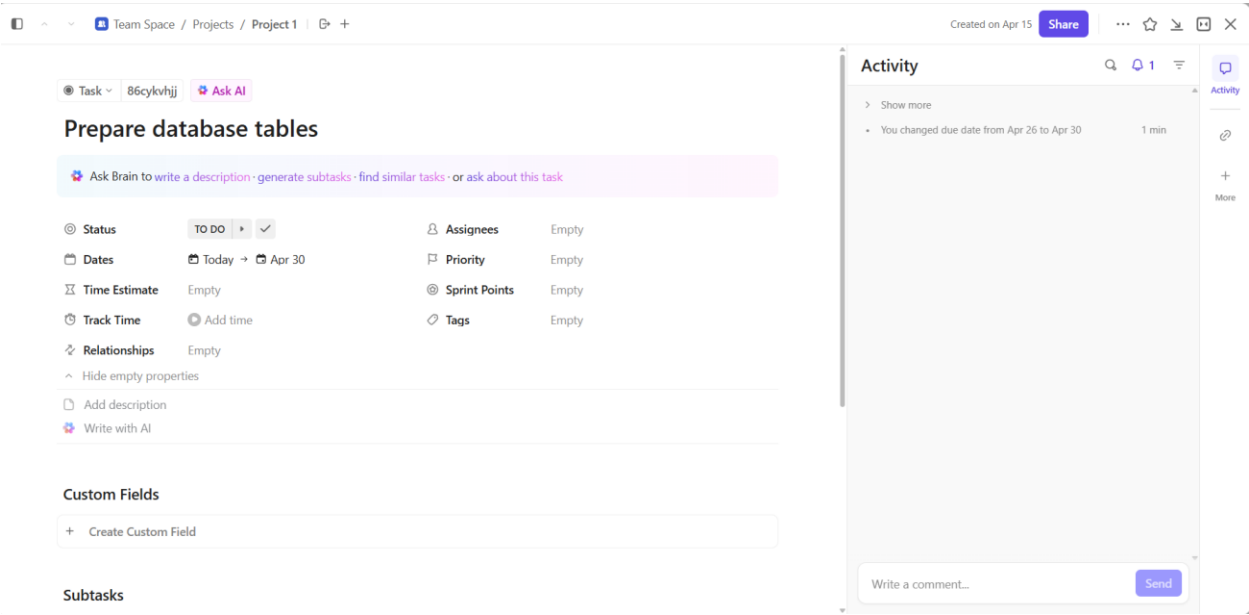 Team Space / Projects / Project 1
Created on Apr 15
Share
Task
86cykvhjj
Ask AI
Prepare database tables
Ask Brain to write a description · generate subtasks · find similar tasks · or ask about this task
Status
TO DO
Assignees
Empty
Dates
Today → Apr 30
Priority
Empty
Time Estimate
Empty
Sprint Points
Empty
Track Time
Add time
Tags
Empty
Relationships
Empty
Hide empty properties
Add description
Write with AI
Custom Fields
+ Create Custom Field
Subtasks
Activity
1
Show more
You changed due date from Apr 26 to Apr 30
1 min
Write a comment...
Send
Activity
More